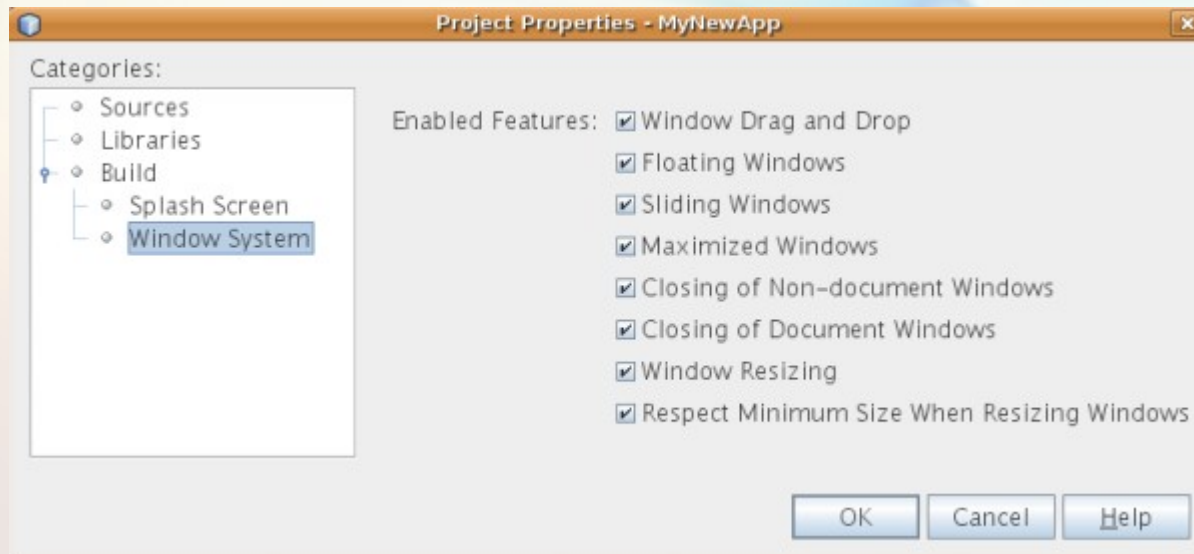 Project Properties - MyNewApp
Categories:
Sources
Libraries
Build
Splash Screen
Window System
Enabled Features:
Window Drag and Drop
Floating Windows
Sliding Windows
Maximized Windows
Closing of Non-document Windows
Closing of Document Windows
Window Resizing
Respect Minimum Size When Resizing Windows
OK
Cancel
Help